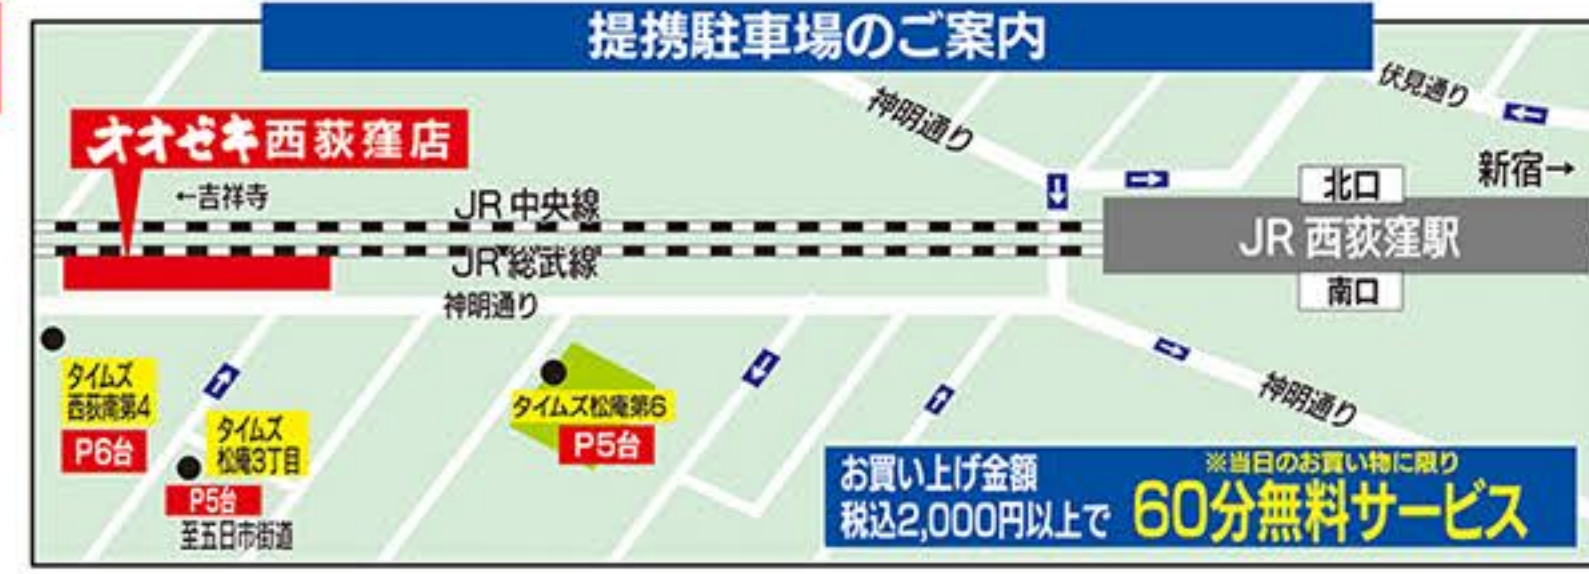 提携駐車場のご案内
伏見通り
神明通り
オオゼキ西荻窪店
新宿→
←吉祥寺
北口
JR 中央線
JR 西荻窪駅
JR 総武線
南口
神明通り
タイムズ
西荻南第4
P6台
タイムズ
松庵3丁目
P5台
至五日市街道
タイムズ松庵第6
P5台
神明通り
お買い上げ金額
税込2,000円以上で
※当日のお買い物に限り
60分無料サービス